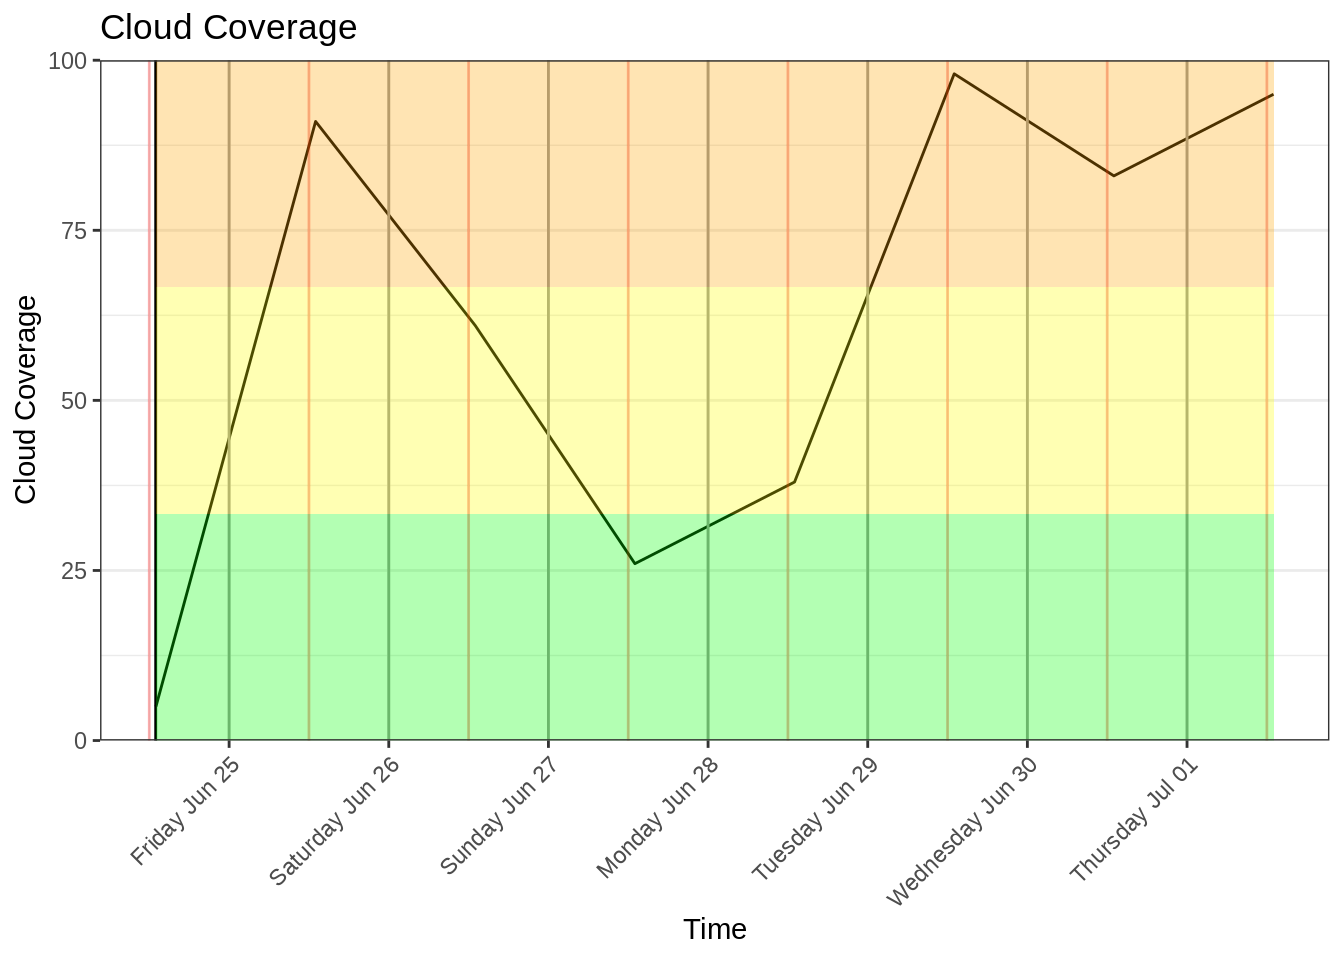 Cloud Coverage
100
75
50
25
0
Cloud Coverage
Friday Jun 25
Saturday Jun 26
Sunday Jun 27
Monday Jun 28
Tuesday Jun 29
Wednesday Jun 30
Thursday Jul 01
Time